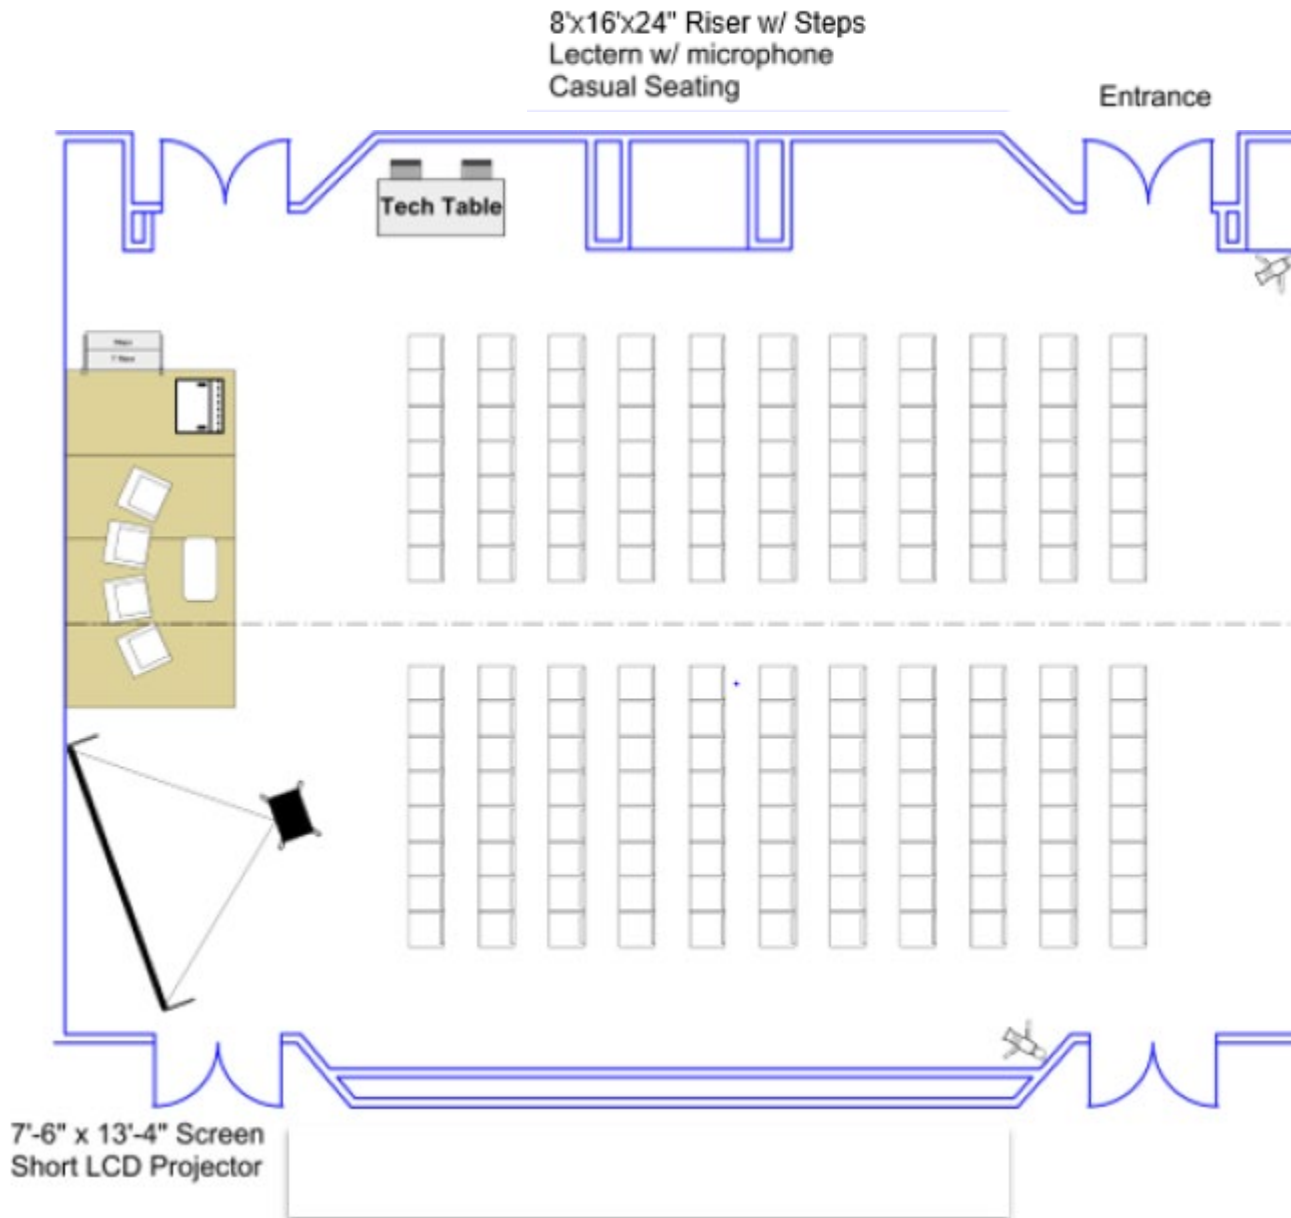 8'x16'x24" Riser w/ Steps
Lectern w/ microphone
Casual Seating
Entrance
Tech Table
7'-6" x 13'-4" Screen
Short LCD Projector